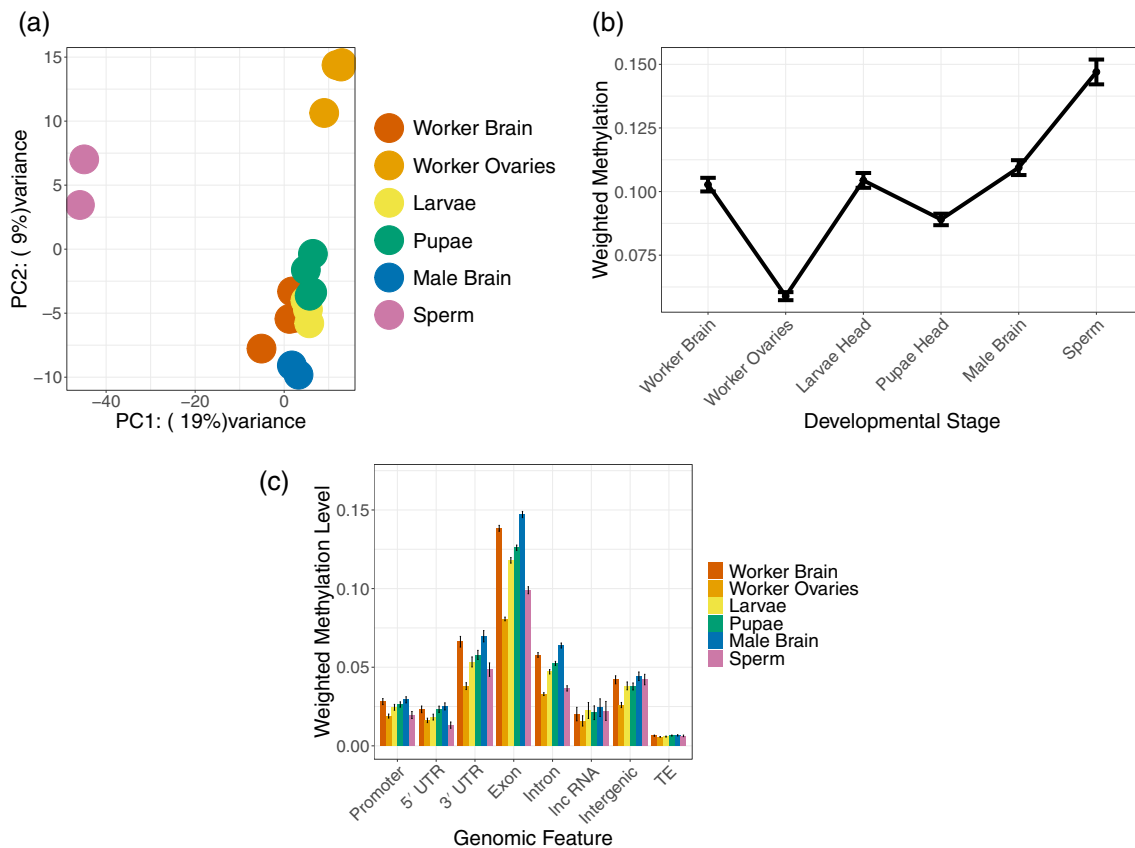 (a)
15
10
5
0
−5
−10
−40
−20
0
PC2: ( 9%)variance
PC1: ( 19%)variance
Worker Brain
Worker Ovaries
Larvae
Pupae
Male Brain
Sperm
(b)
0.150
0.125
0.100
0.075
Weighted Methylation
Worker Brain
Worker Ovaries
Larvae Head
Pupae Head
Male Brain
Sperm
Developmental Stage
(c)
0.15
0.10
0.05
0.00
Weighted Methylation Level
Promoter
5′ UTR
3′ UTR
Exon
Intron
lnc RNA
Intergenic
TE
Genomic Feature
Worker Brain
Worker Ovaries
Larvae
Pupae
Male Brain
Sperm